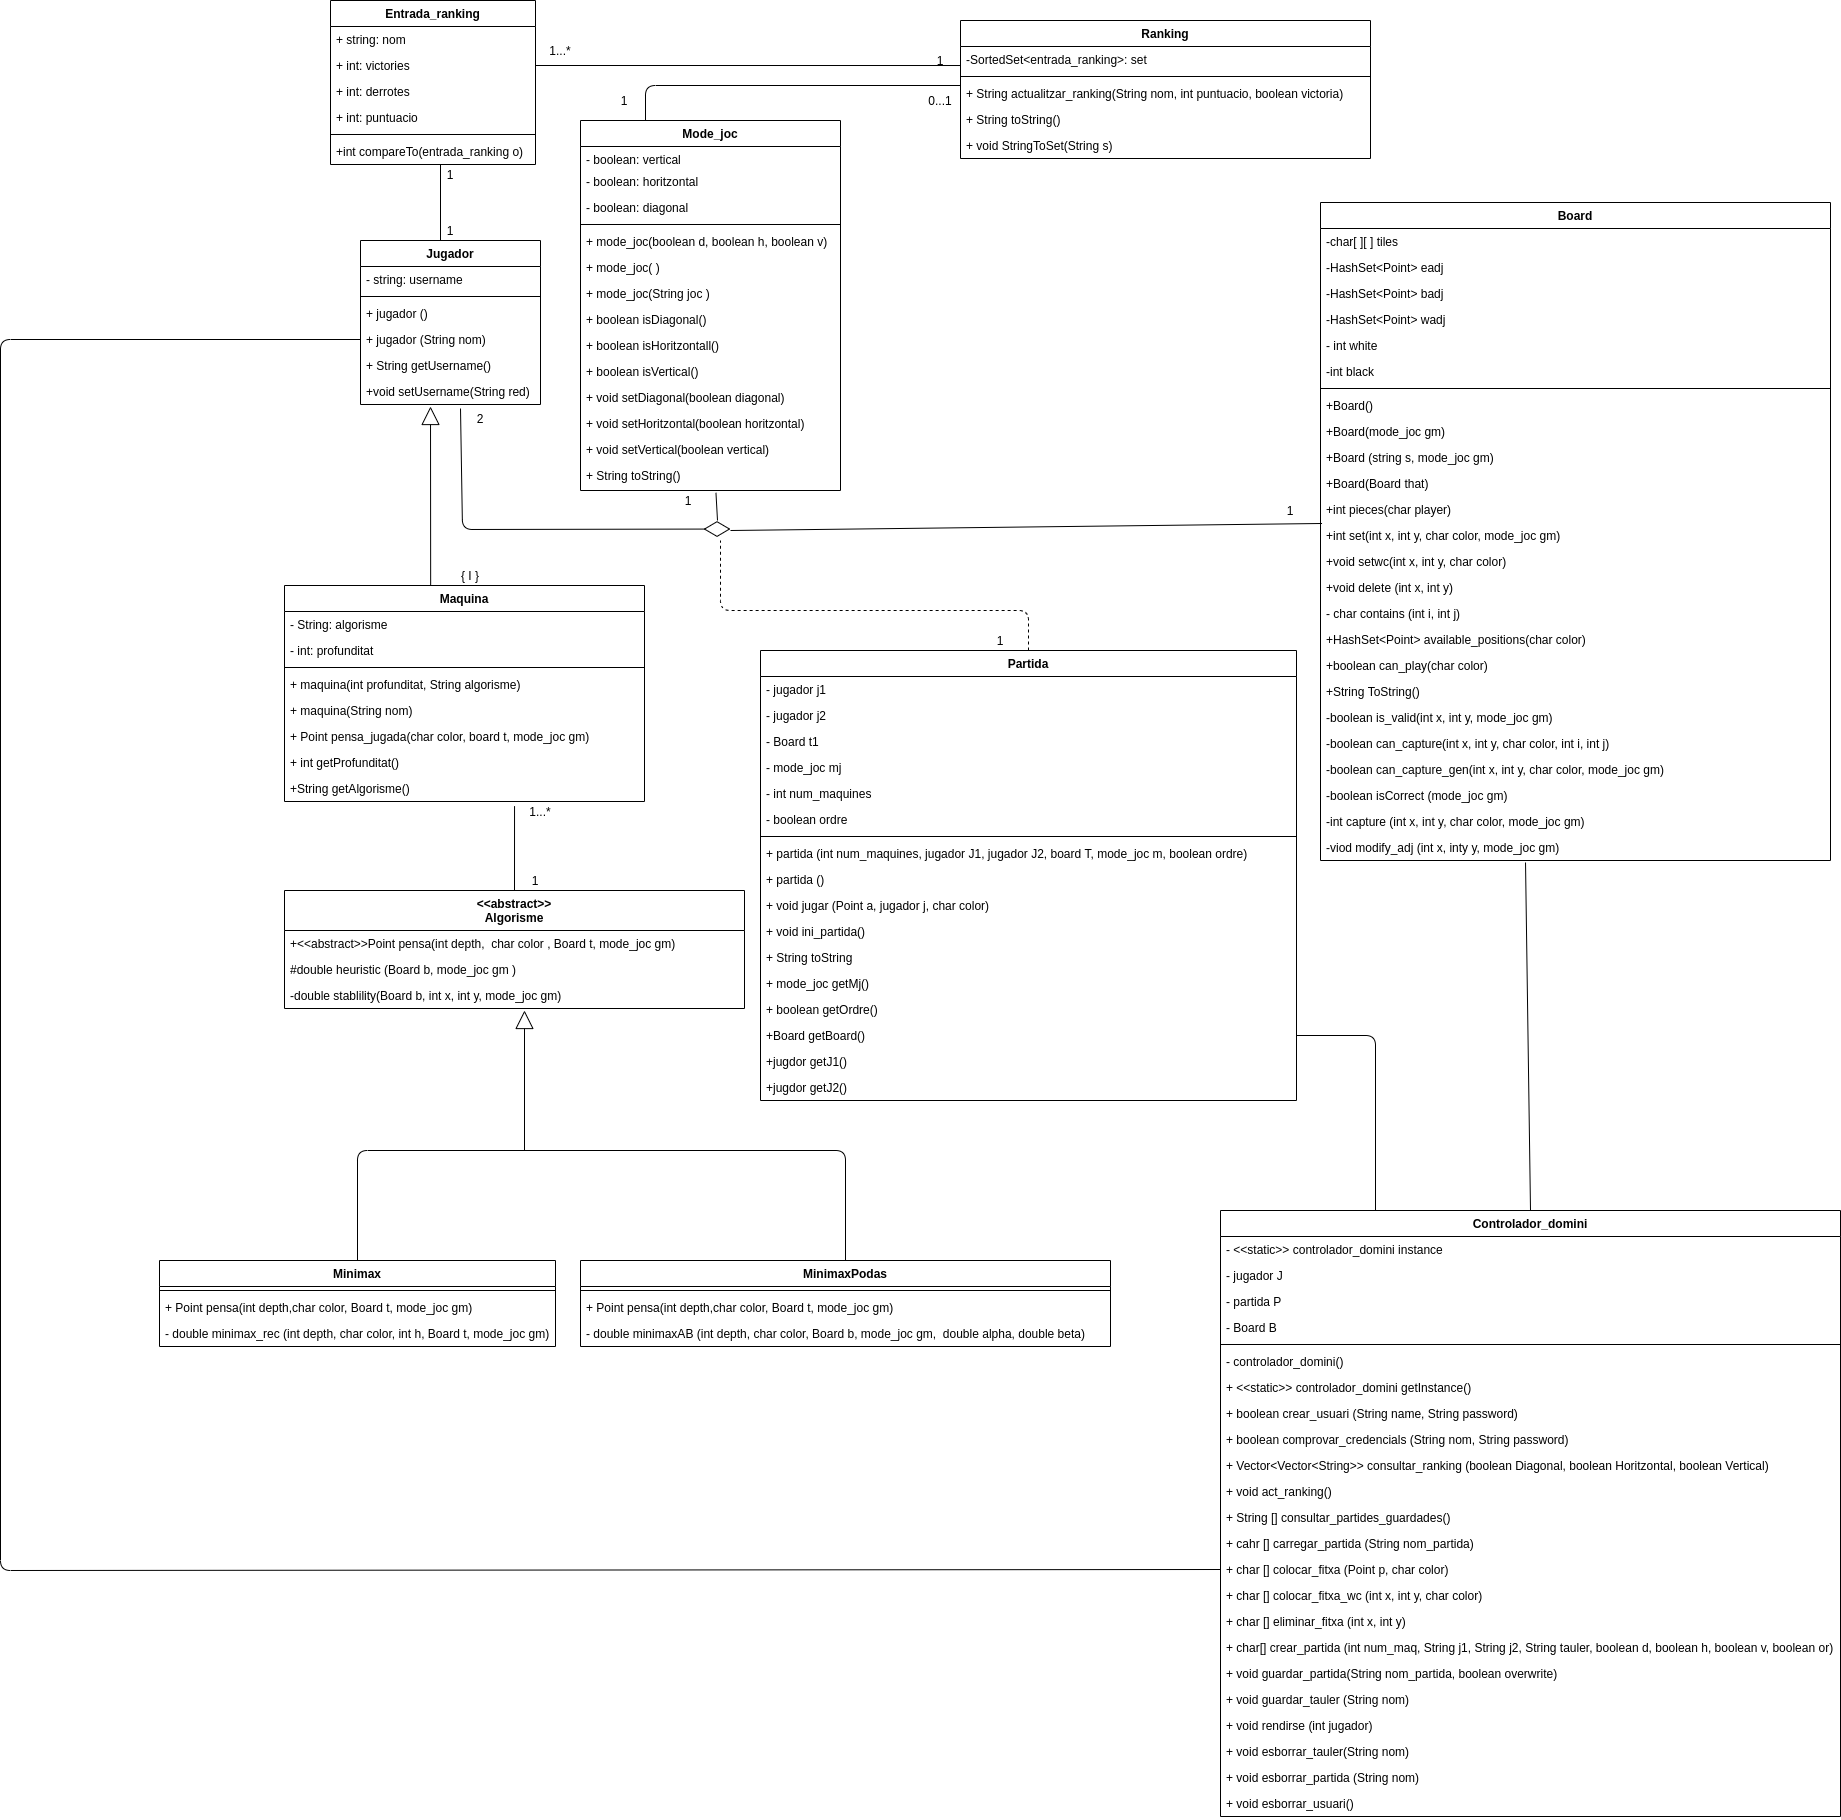 Entrada_ranking
+ string: nom
+ int: victories
+ int: derrotes
+ int: puntuacio
+int compareTo(entrada_ranking o)
1...*
1
Ranking
-SortedSet<entrada_ranking>: set
+ String actualitzar_ranking(String nom, int puntuacio, boolean victoria)
+ String toString()
+ void StringToSet(String s)
1
0...1
Mode_joc
- boolean: vertical
- boolean: horitzontal
- boolean: diagonal
+ mode_joc(boolean d, boolean h, boolean v)
+ mode_joc( )
+ mode_joc(String joc )
+ boolean isDiagonal()
+ boolean isHoritzontall()
+ boolean isVertical()
+ void setDiagonal(boolean diagonal)
+ void setHoritzontal(boolean horitzontal)
+ void setVertical(boolean vertical)
+ String toString()
1
1
1
Jugador
- string: username
+ jugador ()
+ jugador (String nom)
+ String getUsername()
+void setUsername(String red)
2
Board
-char[ ][ ] tiles
-HashSet<Point> eadj
-HashSet<Point> badj
-HashSet<Point> wadj
- int white
-int black
+Board()
+Board(mode_joc gm)
+Board (string s, mode_joc gm)
+Board(Board that)
+int pieces(char player)
+int set(int x, int y, char color, mode_joc gm)
+void setwc(int x, int y, char color)
+void delete (int x, int y)
- char contains (int i, int j)
+HashSet<Point> available_positions(char color)
+boolean can_play(char color)
+String ToString()
-boolean is_valid(int x, int y, mode_joc gm)
-boolean can_capture(int x, int y, char color, int i, int j)
-boolean can_capture_gen(int x, int y, char color, mode_joc gm)
-boolean isCorrect (mode_joc gm)
-int capture (int x, int y, char color, mode_joc gm)
-viod modify_adj (int x, inty y, mode_joc gm)
1
{ I }
Maquina
- String: algorisme
- int: profunditat
+ maquina(int profunditat, String algorisme)
+ maquina(String nom)
+ Point pensa_jugada(char color, board t, mode_joc gm)
+ int getProfunditat()
+String getAlgorisme()
1...*
1
1
Partida
- jugador j1
- jugador j2
- Board t1
- mode_joc mj
- int num_maquines
- boolean ordre
+ partida (int num_maquines, jugador J1, jugador J2, board T, mode_joc m, boolean ordre)
+ partida ()
+ void jugar (Point a, jugador j, char color)
+ void ini_partida()
+ String toString
+ mode_joc getMj()
+ boolean getOrdre()
+Board getBoard()
+jugdor getJ1()
+jugdor getJ2()
<<abstract>>
Algorisme
+<<abstract>>Point pensa(int depth,  char color , Board t, mode_joc gm)
#double heuristic (Board b, mode_joc gm )
-double stablility(Board b, int x, int y, mode_joc gm)
Minimax
+ Point pensa(int depth,char color, Board t, mode_joc gm)
- double minimax_rec (int depth, char color, int h, Board t, mode_joc gm)
MinimaxPodas
+ Point pensa(int depth,char color, Board t, mode_joc gm)
- double minimaxAB (int depth, char color, Board b, mode_joc gm,  double alpha, double beta)
Controlador_domini
- <<static>> controlador_domini instance
- jugador J
- partida P
- Board B
- controlador_domini()
+ <<static>> controlador_domini getInstance()
+ boolean crear_usuari (String name, String password)
+ boolean comprovar_credencials (String nom, String password)
+ Vector<Vector<String>> consultar_ranking (boolean Diagonal, boolean Horitzontal, boolean Vertical)
+ void act_ranking()
+ String [] consultar_partides_guardades()
+ cahr [] carregar_partida (String nom_partida)
+ char [] colocar_fitxa (Point p, char color)
+ char [] colocar_fitxa_wc (int x, int y, char color)
+ char [] eliminar_fitxa (int x, int y)
+ char[] crear_partida (int num_maq, String j1, String j2, String tauler, boolean d, boolean h, boolean v, boolean or)
+ void guardar_partida(String nom_partida, boolean overwrite)
+ void guardar_tauler (String nom)
+ void rendirse (int jugador)
+ void esborrar_tauler(String nom)
+ void esborrar_partida (String nom)
+ void esborrar_usuari()